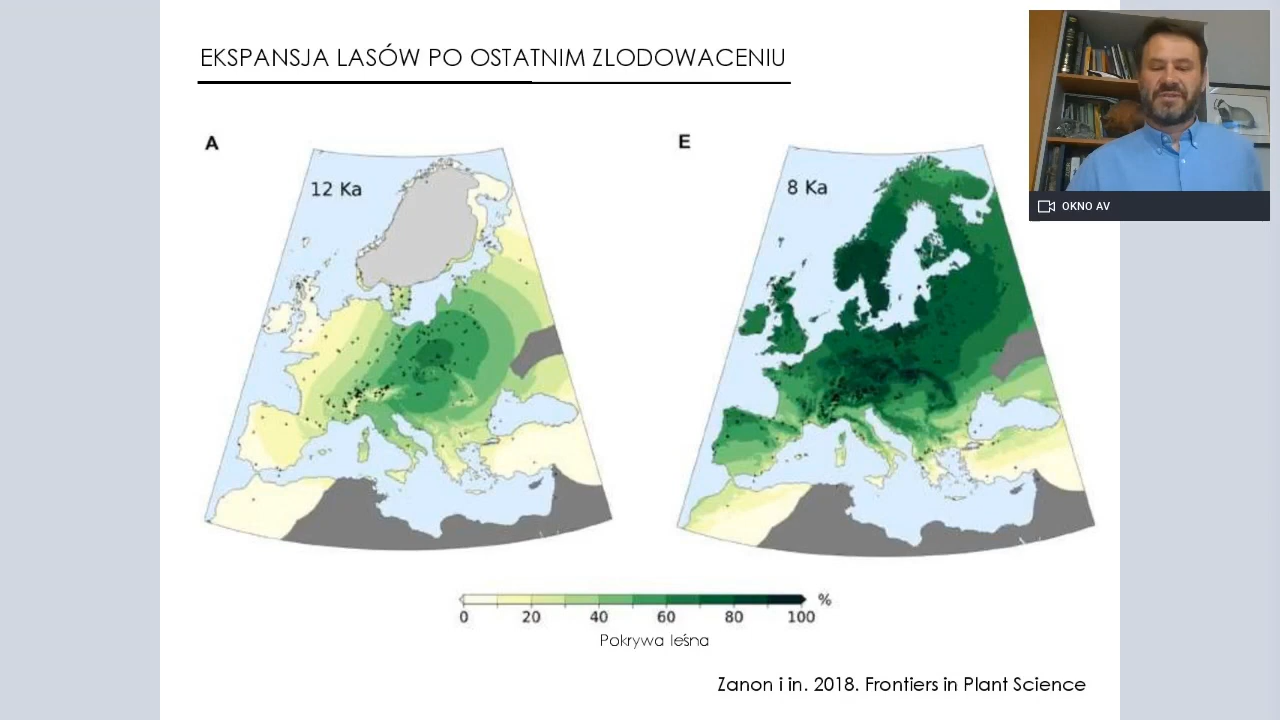 EKSPANSJA LASÓW PO OSTATNIM ZLODOWACENIU
OKNO AV
A
E
12 Ka
8 Ka
0 20 40 60 80 100 %
Pokrywa leśna
Zanon i in. 2018. Frontiers in Plant Science